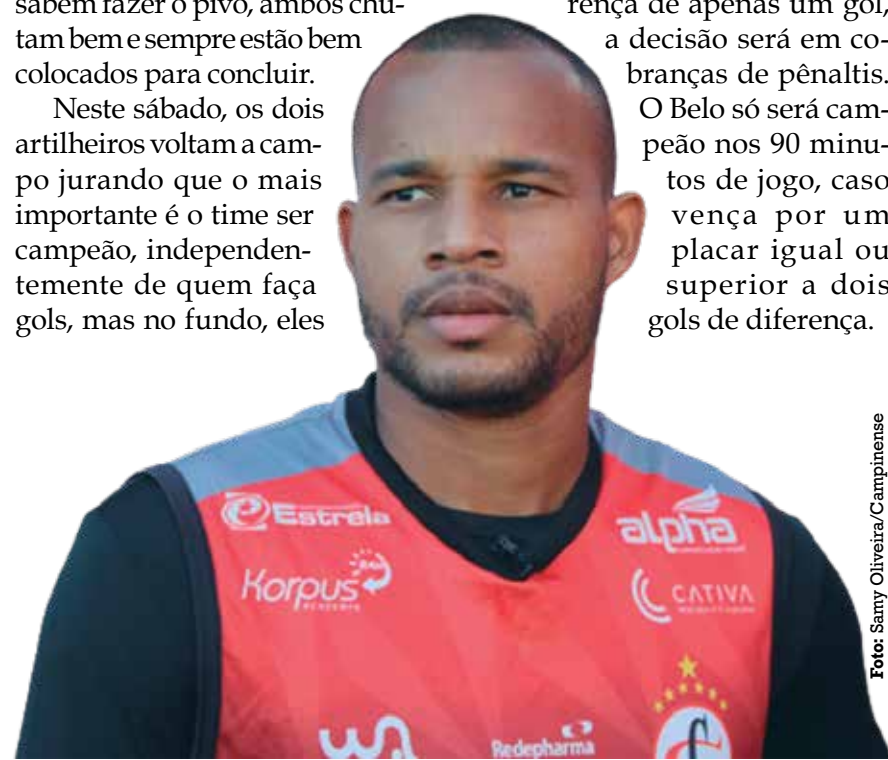 sabem fazer o pivo, ambos chu-
tam bem e sempre estão bem
colocados para concluir.
Neste sábado, os dois
artilheiros voltam a cam-
po jurando que o mais
importante é o time ser
campeão, independen-
temente de quem faça
gols, mas no fundo, eles
rença de apenas um gol,
a decisão será em co-
branças de pênaltis.
O Belo só será cam-
peão nos 90 minu-
tos de jogo, caso
vença por um
placar igual ou
superior a dois
gols de diferença.
Foto: Samy Oliveira/Campinense
Estrela
Korpus
alpha
CATIVA
Redepharma